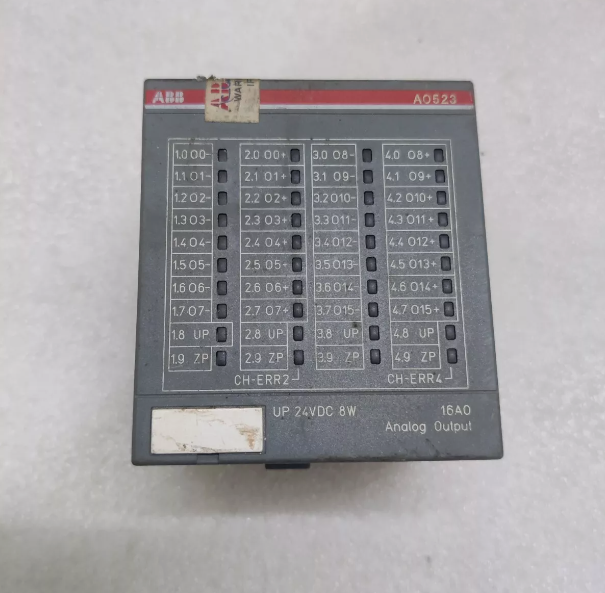 ABB AO523
1.0 O0- 2.0 O0+ 3.0 O8- 4.0 O8+
1.1 O1- 2.1 O1+ 3.1 O9- 4.1 O9+
1.2 O2- 2.2 O2+ 3.2 O10- 4.2 O10+
1.3 O3- 2.3 O3+ 3.3 O11- 4.3 O11+
1.4 O4- 2.4 O4+ 3.4 O12- 4.4 O12+
1.5 O5- 2.5 O5+ 3.5 O13- 4.5 O13+
1.6 O6- 2.6 O6+ 3.6 O14- 4.6 O14+
1.7 O7- 2.7 O7+ 3.7 O15- 4.7 O15+
1.8 UP 2.8 UP 3.8 UP 4.8 UP
1.9 ZP 2.9 ZP 3.9 ZP 4.9 ZP
CH-ERR2 CH-ERR4
UP 24VDC 8W 16AO
Analog Output